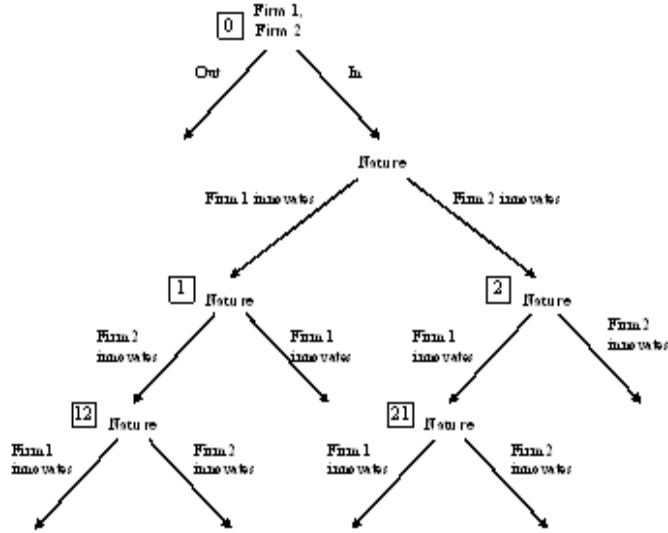 0 Firm 1,
Firm 2
Out
In
Nature
Firm 1 innovates
Firm 2 innovates
1
Nature
2
Nature
Firm 2
innovates
Firm 1
innovates
Firm 1
innovates
Firm 2
innovates
12
Nature
21
Nature
Firm 1
innovates
Firm 2
innovates
Firm 1
innovates
Firm 2
innovates